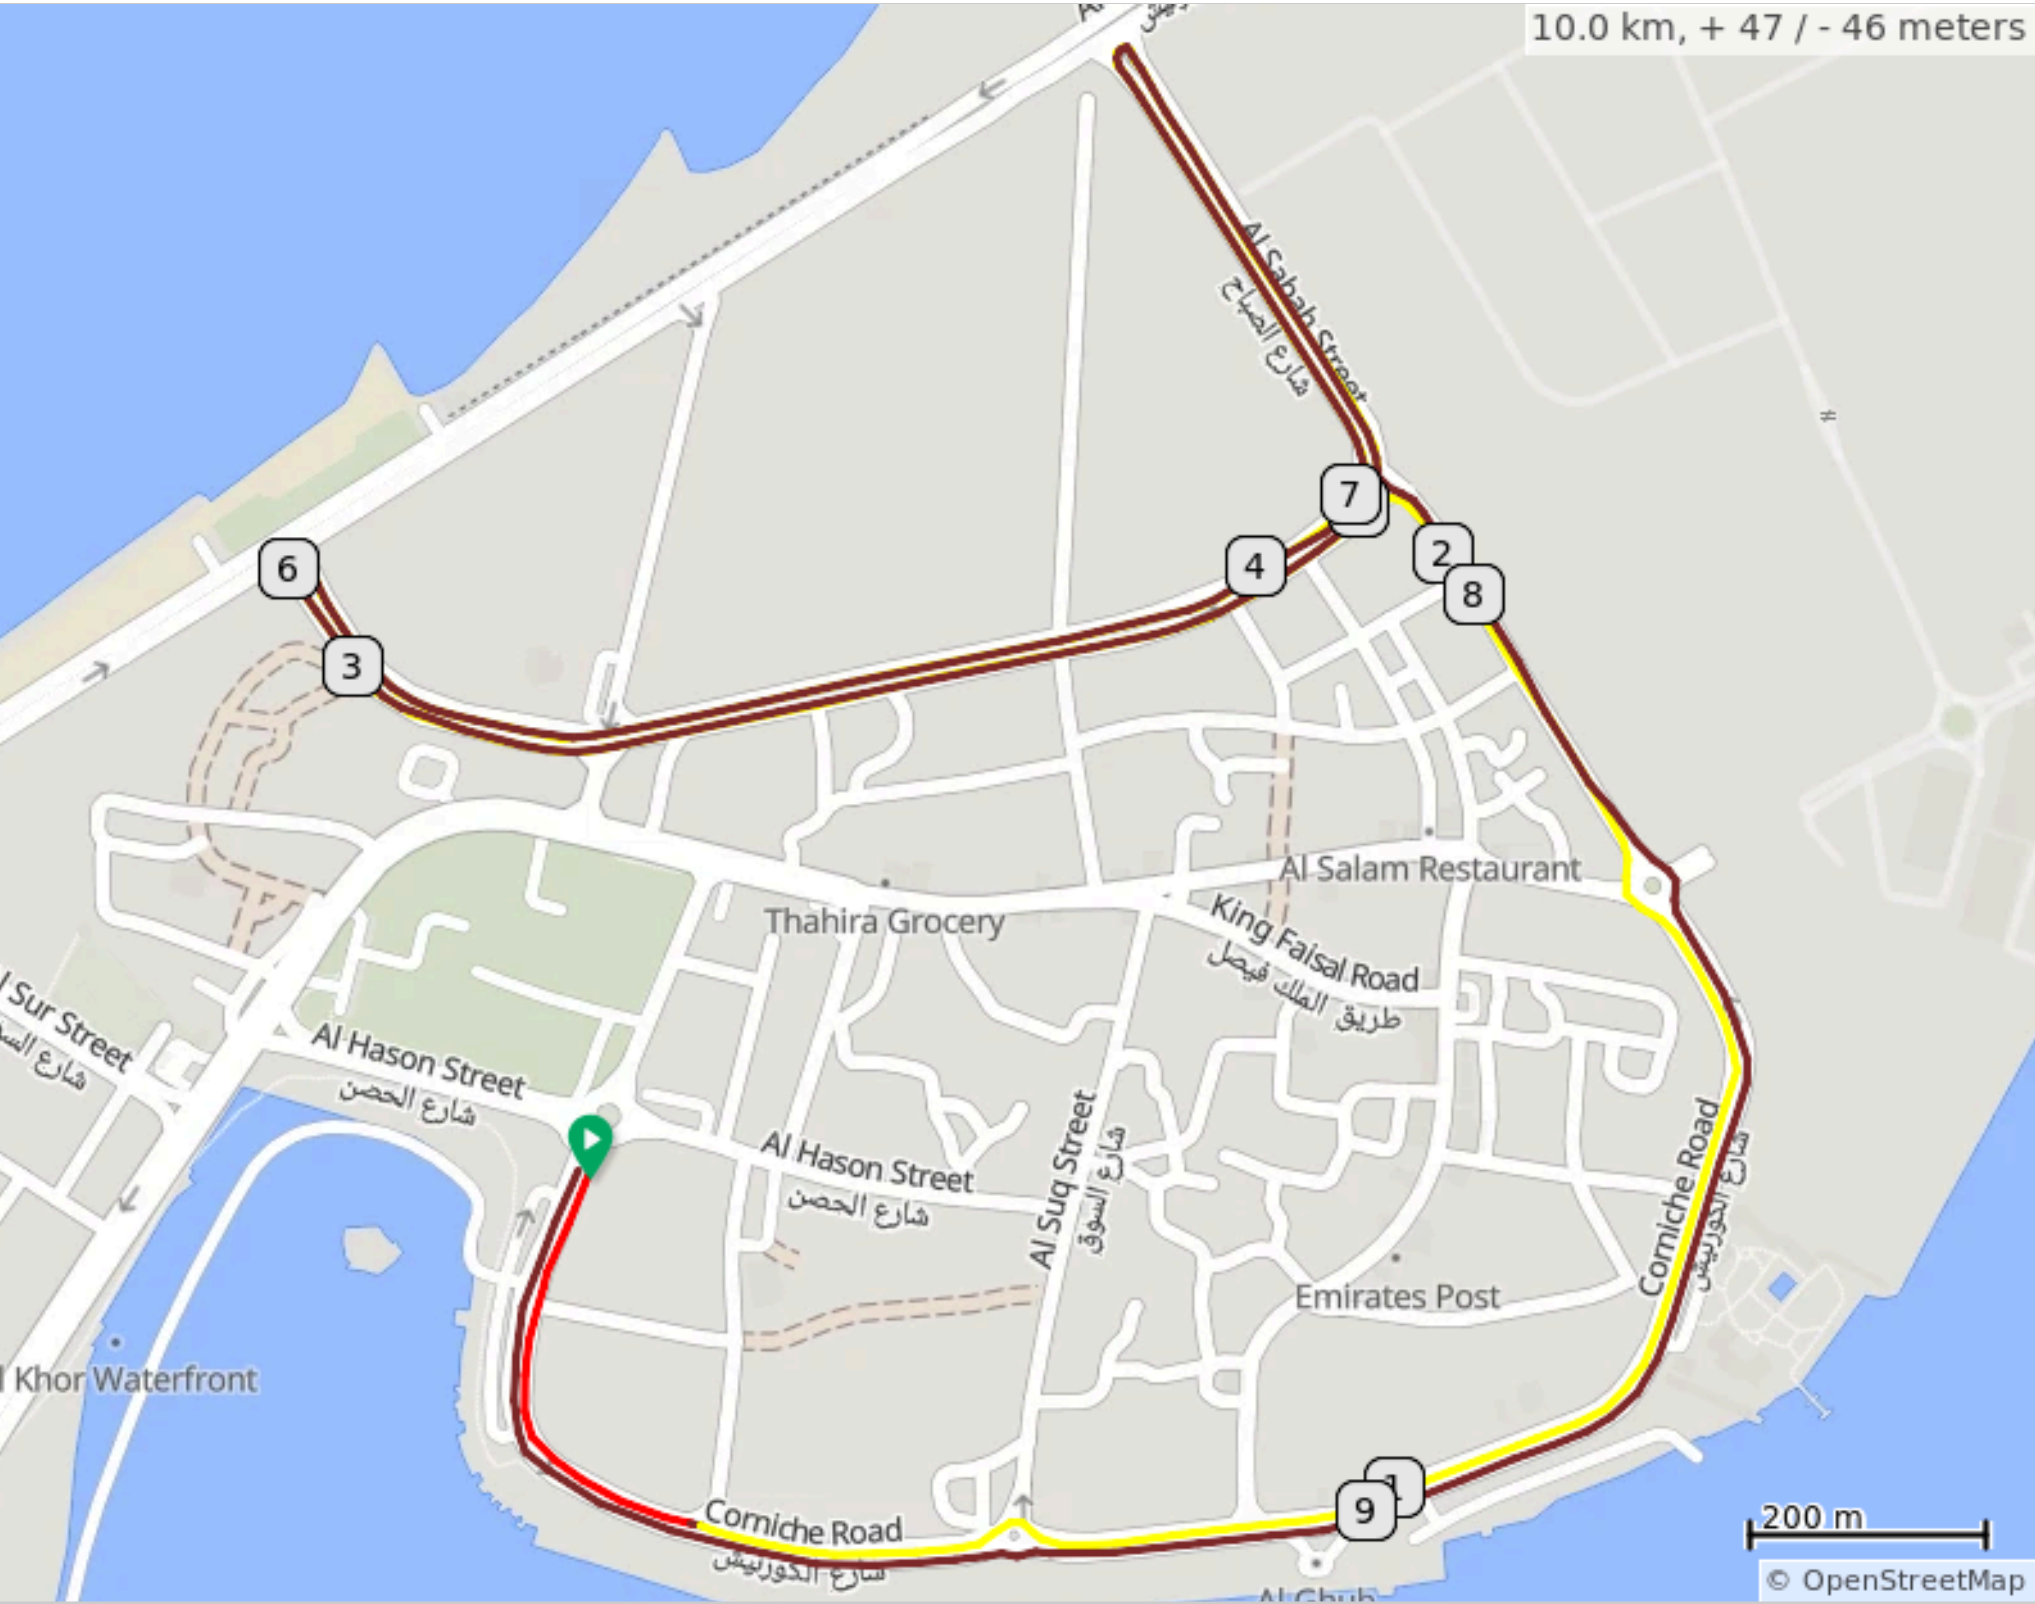 10.0 km, + 47 / - 46 meters
Al Sabah Street
شارع الصباح
7
4
2
8
6
3
Al Salam Restaurant
Thahira Grocery
King Faisal Road
طريق الملك فيصل
Sur Street
شارع
Al Hason Street
شارع الحصن
Al Hason Street
شارع الحصن
Al Suq Street
شارع السوق
Corniche Road
شارع الكورنيش
Emirates Post
Khor Waterfront
1
9
Corniche Road
شارع الكورنيش
200 m
© OpenStreetMap